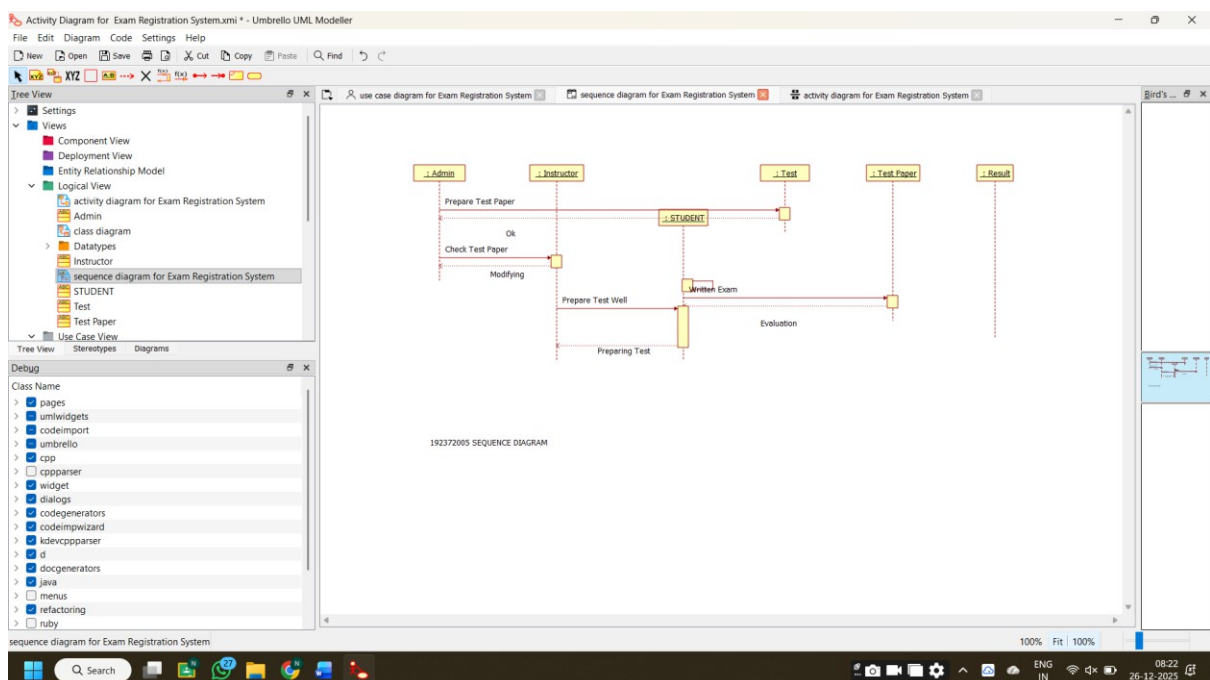 Activity Diagram for Exam Registration System.xmi * - Umbrello UML Modeller
File Edit Diagram Code Settings Help
New Open Save Cut Copy Paste Find
XYZ
Tree View
use case diagram for Exam Registration System
sequence diagram for Exam Registration System
activity diagram for Exam Registration System
Bird's ...
Settings
Views
Component View
Deployment View
Entity Relationship Model
Logical View
activity diagram for Exam Registration System
Admin
class diagram
Datatypes
Instructor
sequence diagram for Exam Registration System
STUDENT
Test
Test Paper
Use Case View
Tree View Stereotypes Diagrams
Debug
Class Name
pages
umlwidgets
codeimport
umbrello
cpp
cppparser
widget
dialogs
codegenerators
codeimpwizard
kdevcppparser
d
docgenerators
java
menus
refactoring
ruby
: Admin : Instructor : Test : Test Paper : Result
Prepare Test Paper
: STUDENT
Ok
Check Test Paper
Modifying
Written Exam
Prepare Test Well
Evaluation
Preparing Test
192372005 SEQUENCE DIAGRAM
sequence diagram for Exam Registration System
100% Fit 100%
Search
27
ENG
IN
08:22
26-12-2025